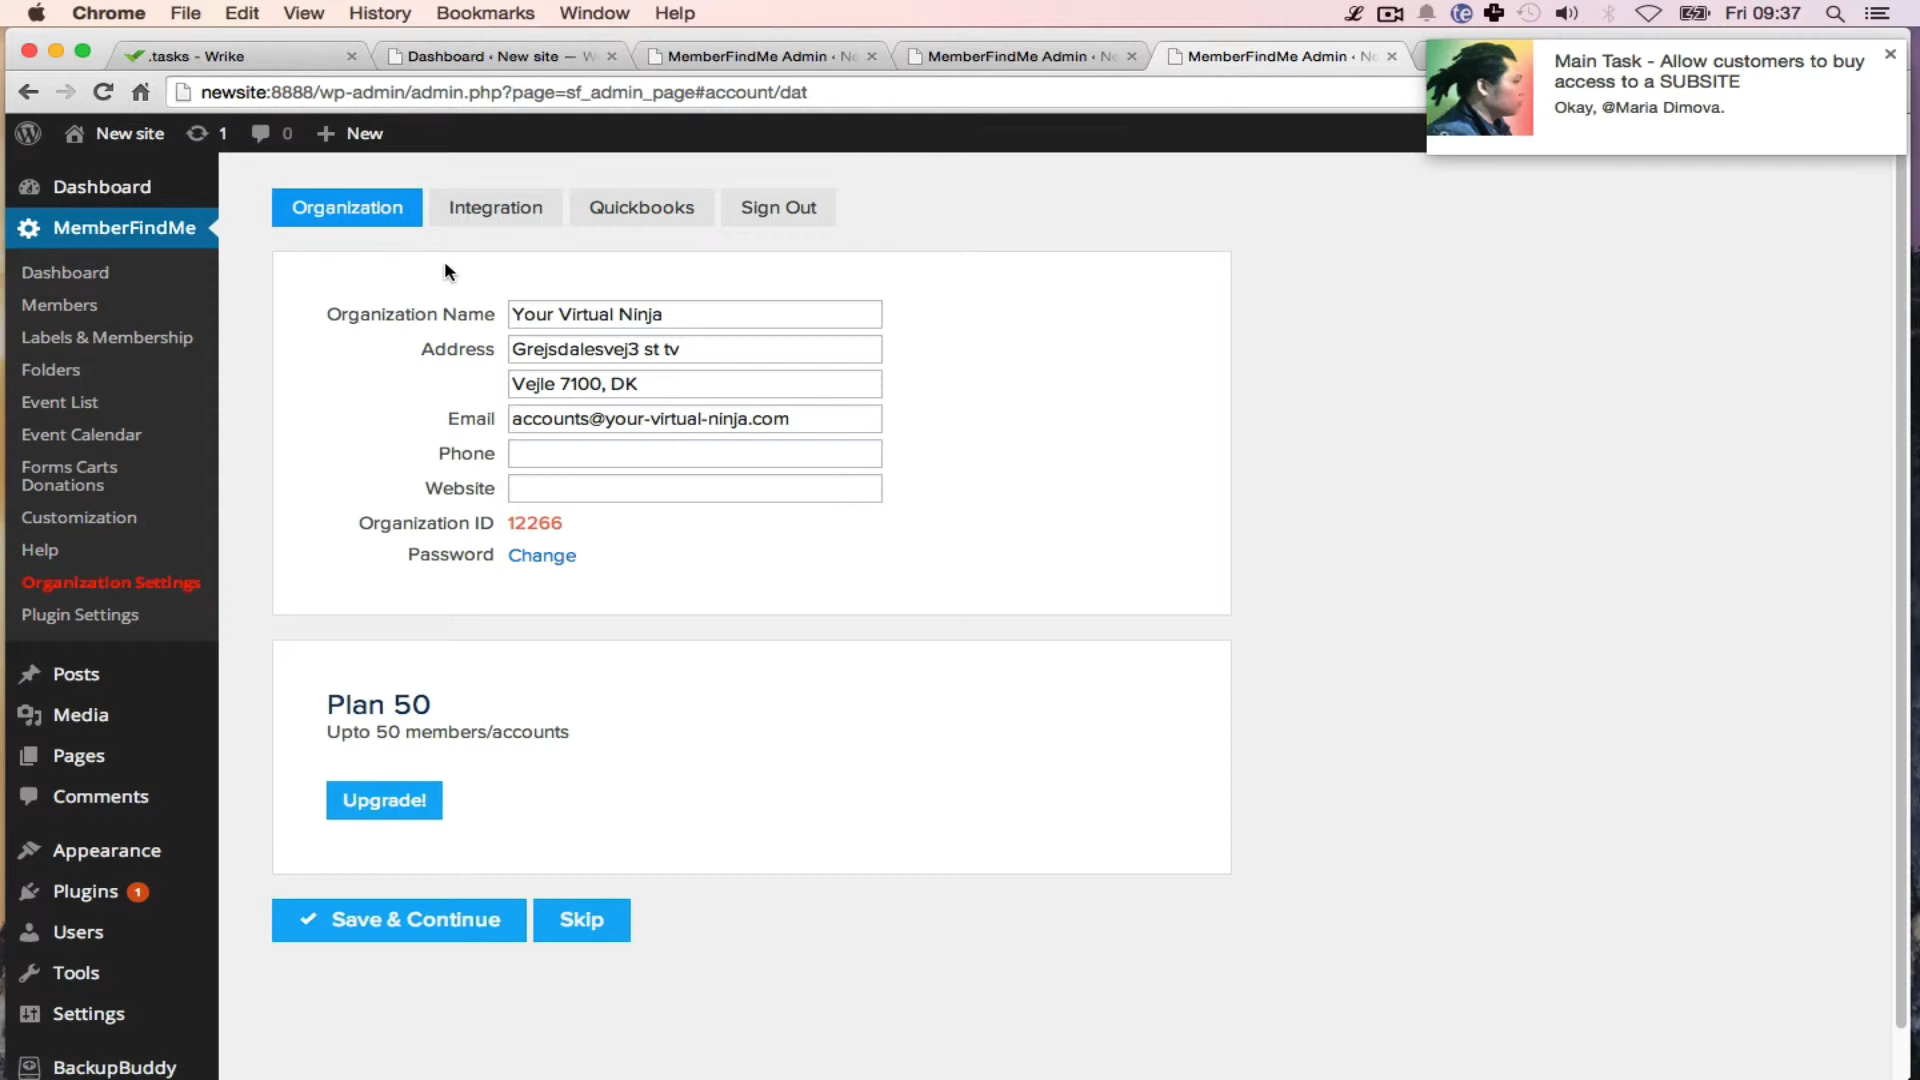 Chrome File Edit View History Bookmarks Window Help
Fri 09:37
.tasks - Wrike
Dashboard ‹ New site — W
MemberFindMe Admin ‹ Ne
MemberFindMe Admin ‹ Ne
MemberFindMe Admin ‹ Ne
newsite:8888/wp-admin/admin.php?page=sf_admin_page#account/dat
Main Task - Allow customers to buy
access to a SUBSITE
Okay, @Maria Dimova.
New site 1 0 + New
Dashboard
MemberFindMe
Dashboard
Members
Labels & Membership
Folders
Event List
Event Calendar
Forms Carts
Donations
Customization
Help
Organization Settings
Plugin Settings
Posts
Media
Pages
Comments
Appearance
Plugins 1
Users
Tools
Settings
BackupBuddy
Organization Integration Quickbooks Sign Out
Organization Name Your Virtual Ninja
Address Grejsdalesvej3 st tv
Vejle 7100, DK
Email accounts@your-virtual-ninja.com
Phone
Website
Organization ID 12266
Password Change
Plan 50
Upto 50 members/accounts
Upgrade!
Save & Continue Skip